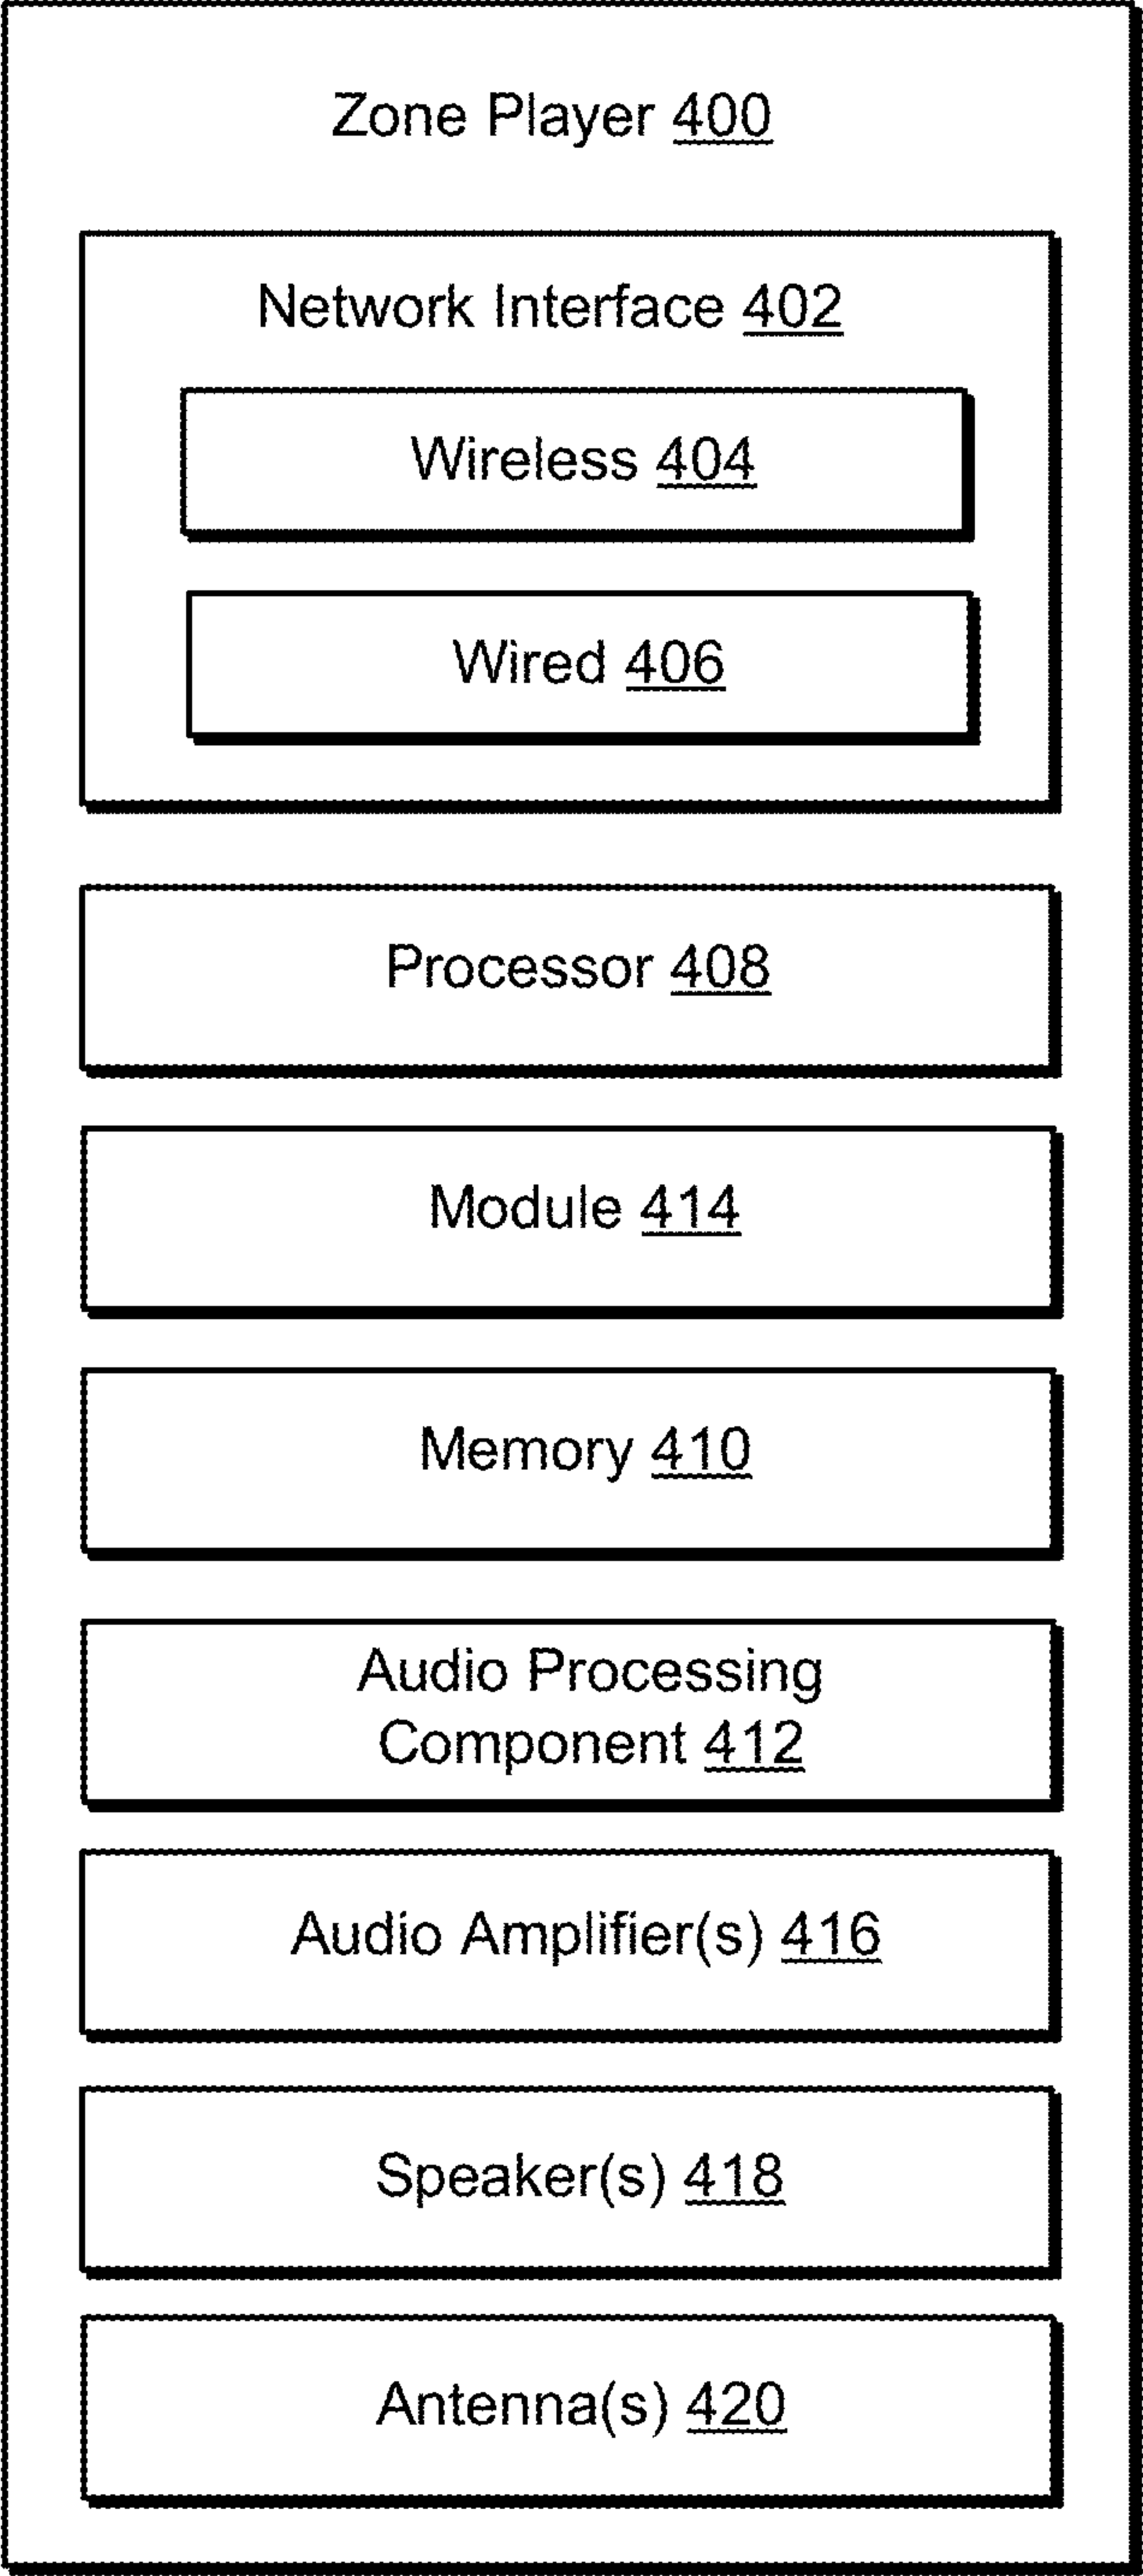 Zone Player 400
Network Interface 402
Wireless 404
Wired 406
Processor 408
Module 414
Memory 410
Audio Processing
Component 412
Audio Amplifier(s) 416
Speaker(s) 418
Antenna(s) 420